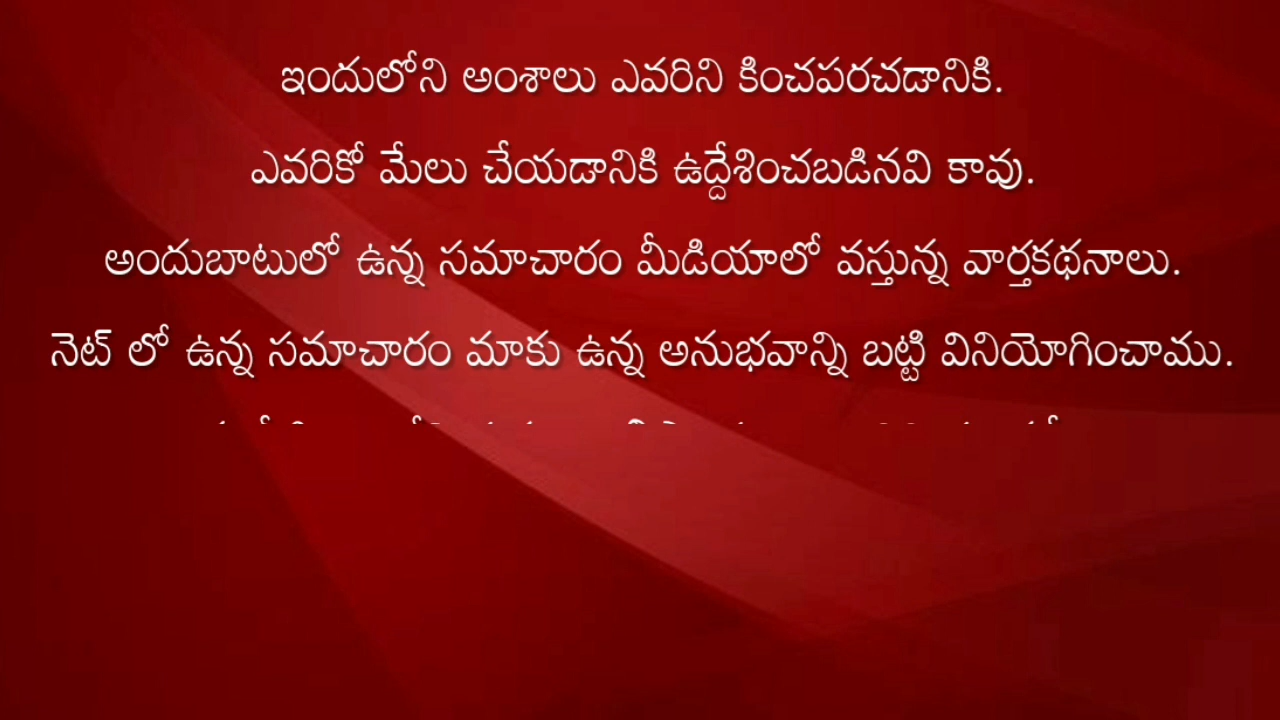 ఇందులోని అంశాలు ఎవరిని కించపరచడానికి.
ఎవరికో మేలు చేయడానికి ఉద్దేశించబడినవి కావు.
అందుబాటులో ఉన్న సమాచారం మీడియాలో వస్తున్న వార్తకథనాలు.
నెట్ లో ఉన్న సమాచారం మాకు ఉన్న అనుభవాన్ని బట్టి వినియోగించాము.